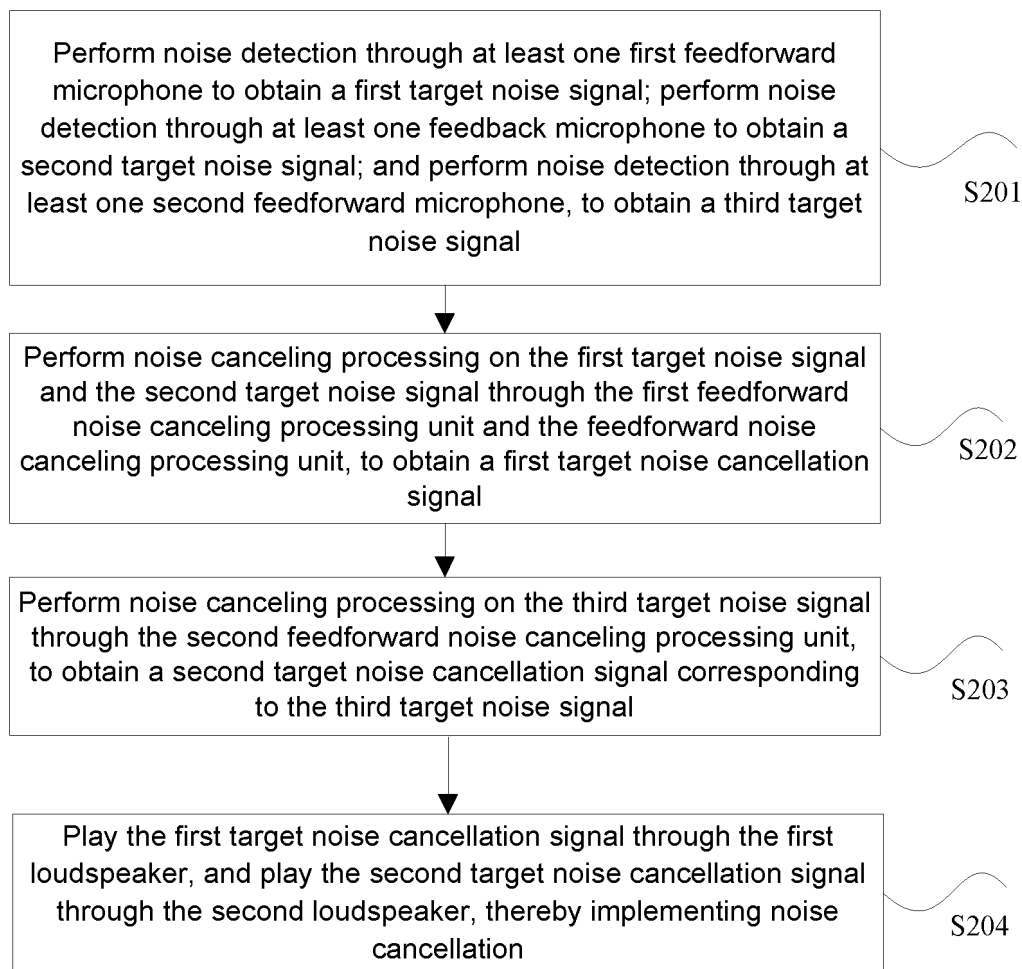 Perform noise detection through at least one first feedforward
microphone to obtain a first target noise signal; perform noise
detection through at least one feedback microphone to obtain a
second target noise signal; and perform noise detection through at
least one second feedforward microphone, to obtain a third target
noise signal
S201
Perform noise canceling processing on the first target noise signal
and the second target noise signal through the first feedforward
noise canceling processing unit and the feedforward noise
canceling processing unit, to obtain a first target noise cancellation
signal
S202
Perform noise canceling processing on the third target noise signal
through the second feedforward noise canceling processing unit,
to obtain a second target noise cancellation signal corresponding
to the third target noise signal
S203
Play the first target noise cancellation signal through the first
loudspeaker, and play the second target noise cancellation signal
through the second loudspeaker, thereby implementing noise
cancellation
S204